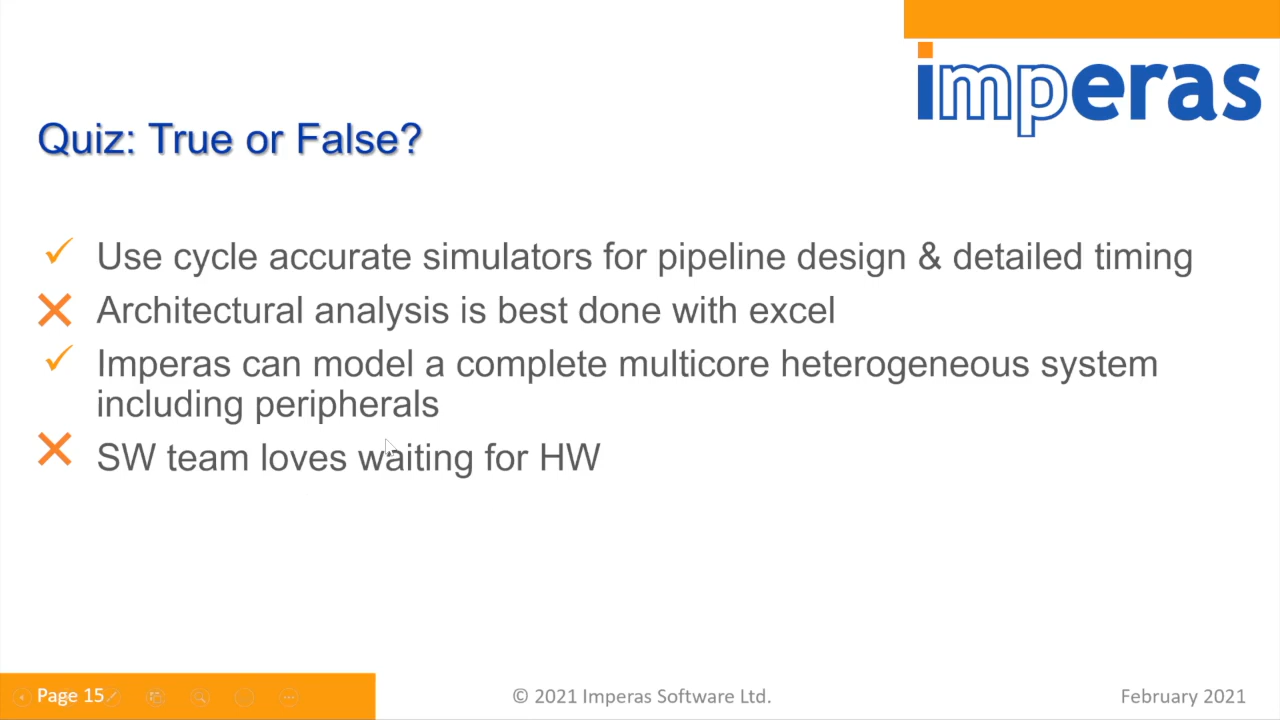 imperas
Quiz: True or False?
✓ Use cycle accurate simulators for pipeline design & detailed timing
✕ Architectural analysis is best done with excel
✓ Imperas can model a complete multicore heterogeneous system
including peripherals
✕ SW team loves waiting for HW
Page 15
© 2021 Imperas Software Ltd.
February 2021